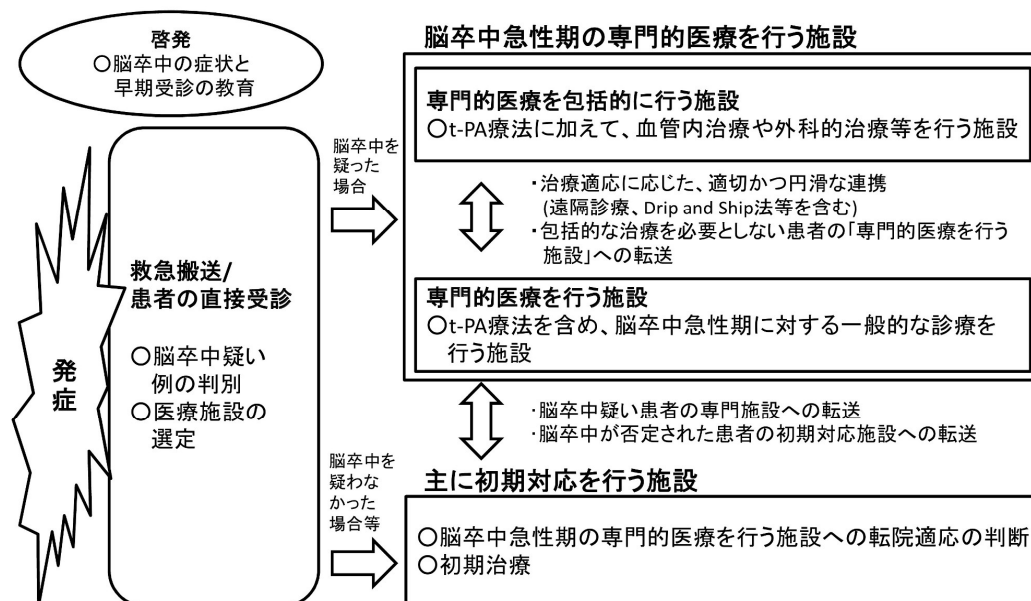 啓発
○脳卒中の症状と
早期受診の教育
発症
救急搬送/
患者の直接受診
○脳卒中疑い
例の判別
○医療施設の
選定
脳卒中を
疑った
場合
脳卒中を
疑わな
かった
場合等
脳卒中急性期の専門的医療を行う施設
専門的医療を包括的に行う施設
○t-PA療法に加えて、血管内治療や外科的治療等を行う施設
・治療適応に応じた、適切かつ円滑な連携
(遠隔診療、Drip and Ship法等を含む)
・包括的な治療を必要としない患者の「専門的医療を行う
施設」への転送
専門的医療を行う施設
○t-PA療法を含め、脳卒中急性期に対する一般的な診療を
行う施設
・脳卒中疑い患者の専門施設への転送
・脳卒中が否定された患者の初期対応施設への転送
主に初期対応を行う施設
○脳卒中急性期の専門的医療を行う施設への転院適応の判断
○初期治療